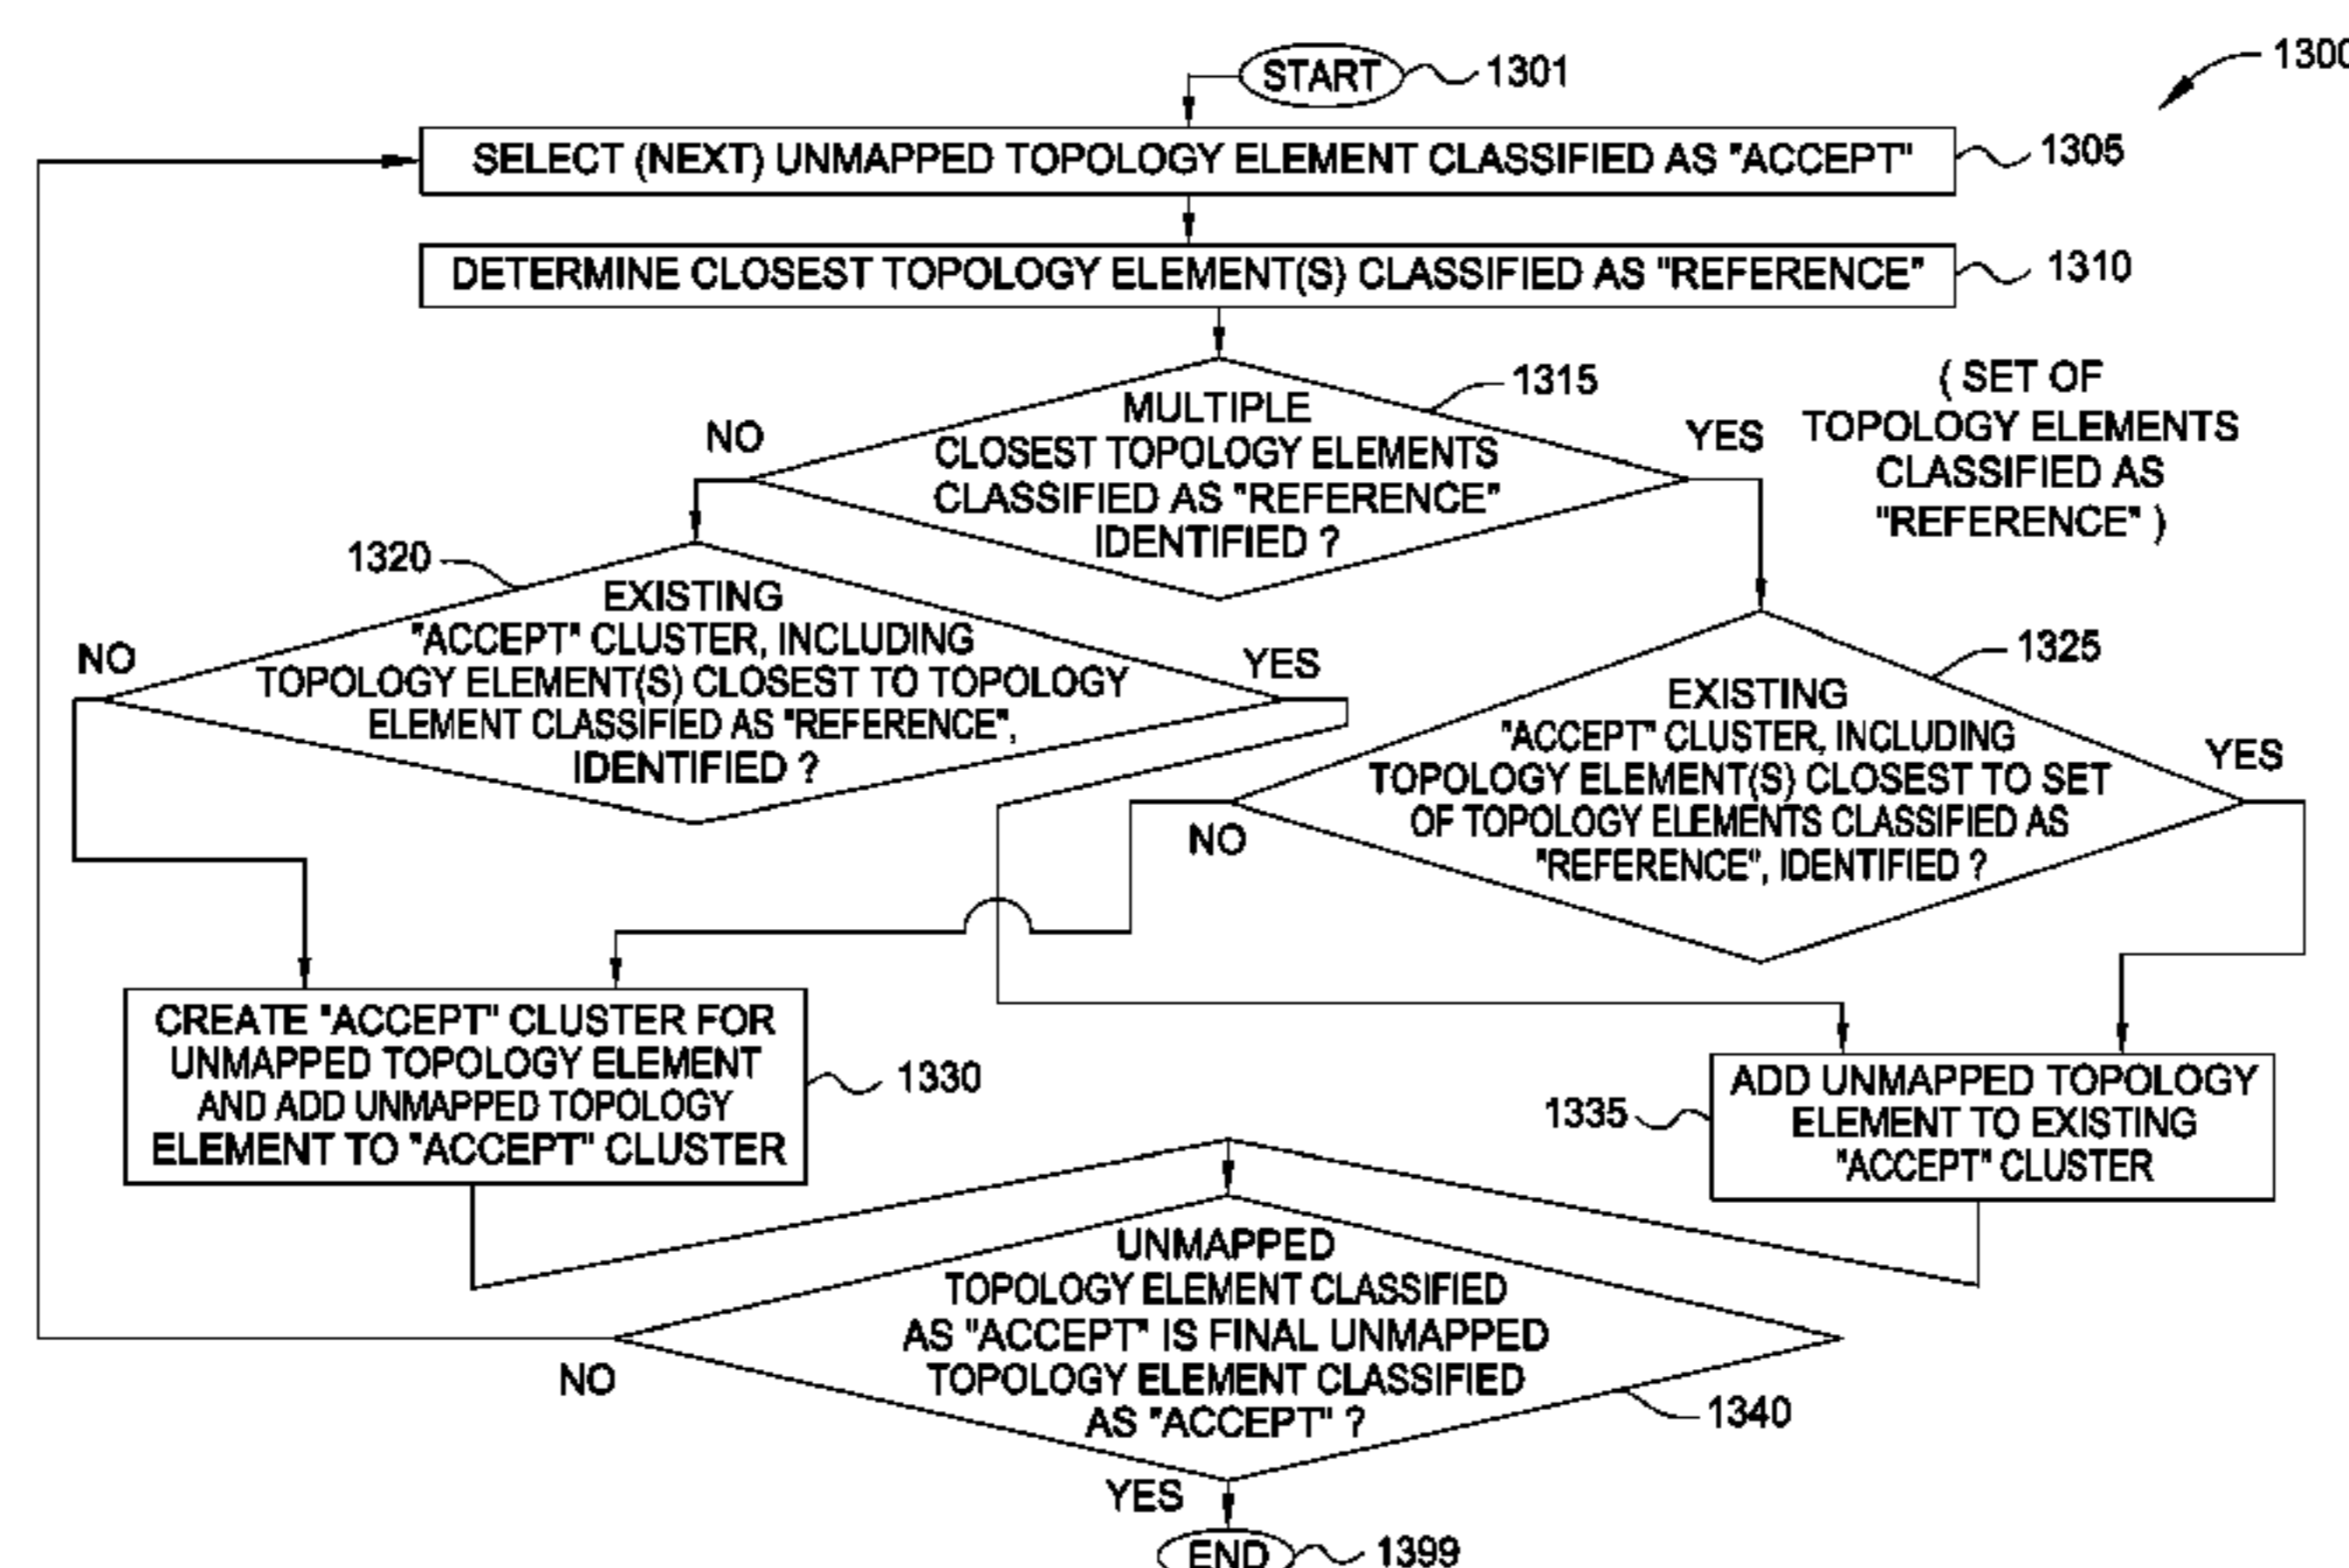 START
1301
1300
SELECT (NEXT) UNMAPPED TOPOLOGY ELEMENT CLASSIFIED AS "ACCEPT"
1305
DETERMINE CLOSEST TOPOLOGY ELEMENT(S) CLASSIFIED AS "REFERENCE"
1310
MULTIPLE
CLOSEST TOPOLOGY ELEMENTS
CLASSIFIED AS "REFERENCE"
IDENTIFIED ?
1315
NO
YES
( SET OF
TOPOLOGY ELEMENTS
CLASSIFIED AS
"REFERENCE" )
1320
EXISTING
"ACCEPT" CLUSTER, INCLUDING
TOPOLOGY ELEMENT(S) CLOSEST TO TOPOLOGY
ELEMENT CLASSIFIED AS "REFERENCE",
IDENTIFIED ?
NO
YES
1325
EXISTING
"ACCEPT" CLUSTER, INCLUDING
TOPOLOGY ELEMENT(S) CLOSEST TO SET
OF TOPOLOGY ELEMENTS CLASSIFIED AS
"REFERENCE", IDENTIFIED ?
NO
YES
CREATE "ACCEPT" CLUSTER FOR
UNMAPPED TOPOLOGY ELEMENT
AND ADD UNMAPPED TOPOLOGY
ELEMENT TO "ACCEPT" CLUSTER
1330
1335
ADD UNMAPPED TOPOLOGY
ELEMENT TO EXISTING
"ACCEPT" CLUSTER
UNMAPPED
TOPOLOGY ELEMENT CLASSIFIED
AS "ACCEPT" IS FINAL UNMAPPED
TOPOLOGY ELEMENT CLASSIFIED
AS "ACCEPT" ?
1340
NO
YES
END
1399